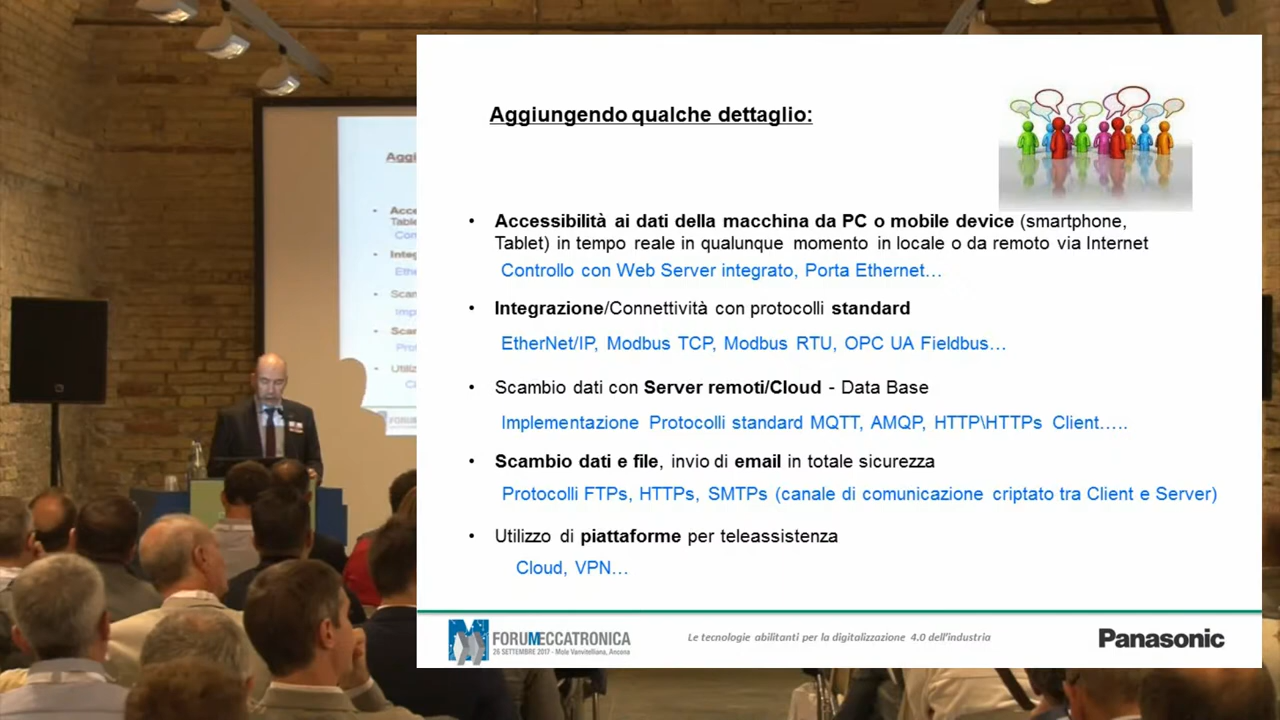 Aggiungendo qualche dettaglio:
• Accessibilità ai dati della macchina da PC o mobile device (smartphone,
Tablet) in tempo reale in qualunque momento in locale o da remoto via Internet
Controllo con Web Server integrato, Porta Ethernet…
• Integrazione/Connettività con protocolli standard
EtherNet/IP, Modbus TCP, Modbus RTU, OPC UA Fieldbus…
• Scambio dati con Server remoti/Cloud - Data Base
Implementazione Protocolli standard MQTT, AMQP, HTTP\HTTPs Client…..
• Scambio dati e file, invio di email in totale sicurezza
Protocolli FTPs, HTTPs, SMTPs (canale di comunicazione criptato tra Client e Server)
• Utilizzo di piattaforme per teleassistenza
Cloud, VPN…
FORUMECCATRONICA
26 SETTEMBRE 2017 - Mole Vanvitelliana, Ancona
Le tecnologie abilitanti per la digitalizzazione 4.0 dell'industria
Panasonic